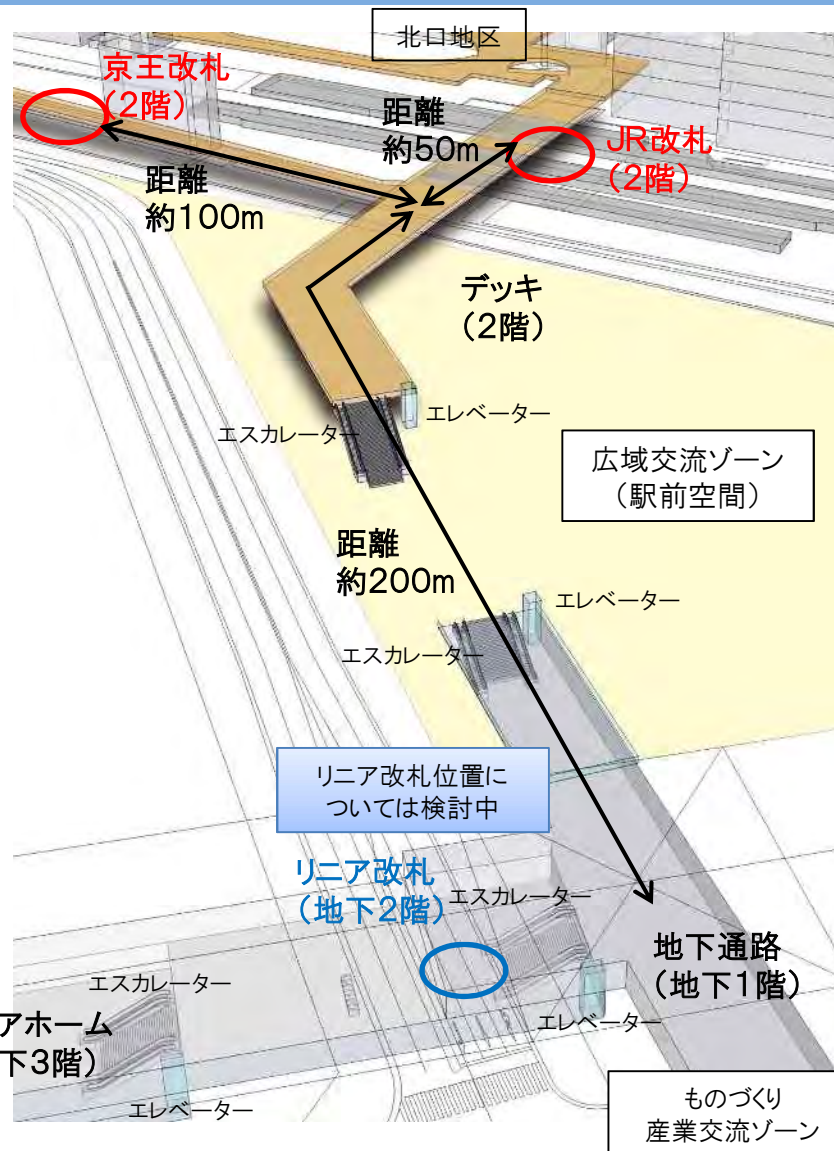 北口地区
京王改札
（2階）
距離
約50m
JR改札
（2階）
距離
約100m
デッキ
（2階）
エスカレーター
エレベーター
広域交流ゾーン
（駅前空間）
距離
約200m
エレベーター
エスカレーター
リニア改札位置に
ついては検討中
リニア改札
（地下2階）
エスカレーター
地下通路
（地下1階）
エスカレーター
アホーム
下3階）
エレベーター
エレベーター
ものづくり
産業交流ゾーン